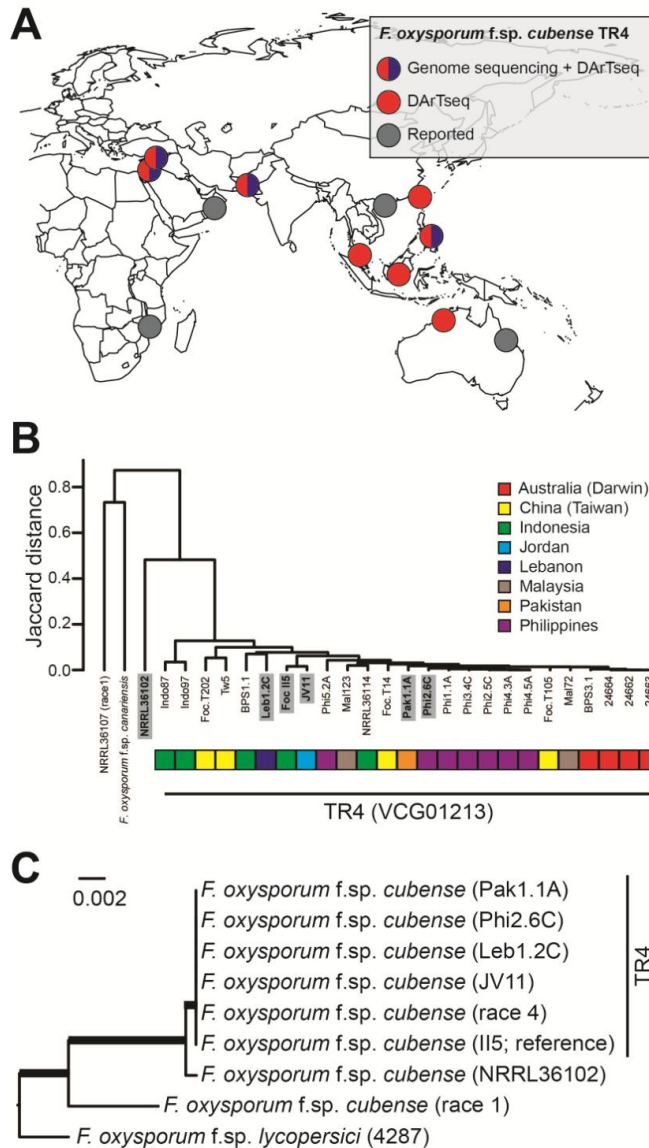 A
F. oxysporum f.sp. cubense TR4
Genome sequencing + DArTseq
DArTseq
Reported
B
Jaccard distance
0.8
0.6
0.4
0.2
0.0
Australia (Darwin)
China (Taiwan)
Indonesia
Jordan
Lebanon
Malaysia
Pakistan
Philippines
NRRL36107 (race1)
F. oxysporum f.sp. canariensis
NRRL36102
Indo87
Indo97
Foc.T202
Tw5
BPS1.1
Leb1.2C
Foc II5
JV11
Phi5.2A
Mal123
NRRL36114
Foc.T14
Pak1.1A
Phi2.6C
Phi1.1A
Phi3.4C
Phi2.5C
Phi4.3A
Phi4.5A
Foc.T105
Mal72
BPS3.1
24664
24662
24663
TR4 (VCG01213)
C
0.002
F. oxysporum f.sp. cubense (Pak1.1A)
F. oxysporum f.sp. cubense (Phi2.6C)
F. oxysporum f.sp. cubense (Leb1.2C)
F. oxysporum f.sp. cubense (JV11)
F. oxysporum f.sp. cubense (race 4)
F. oxysporum f.sp. cubense (II5; reference)
TR4
F. oxysporum f.sp. cubense (NRRL36102)
F. oxysporum f.sp. cubense (race 1)
F. oxysporum f.sp. lycopersici (4287)